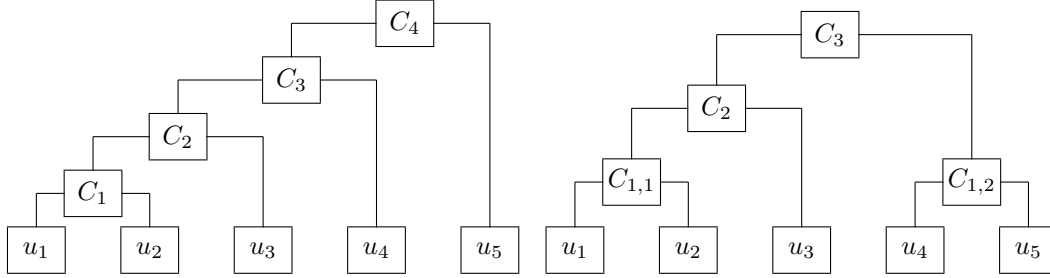 C₄
C₃
C₂
C₁
u₁ u₂ u₃ u₄ u₅
C₃
C₂
C₁,₁ C₁,₂
u₁ u₂ u₃ u₄ u₅